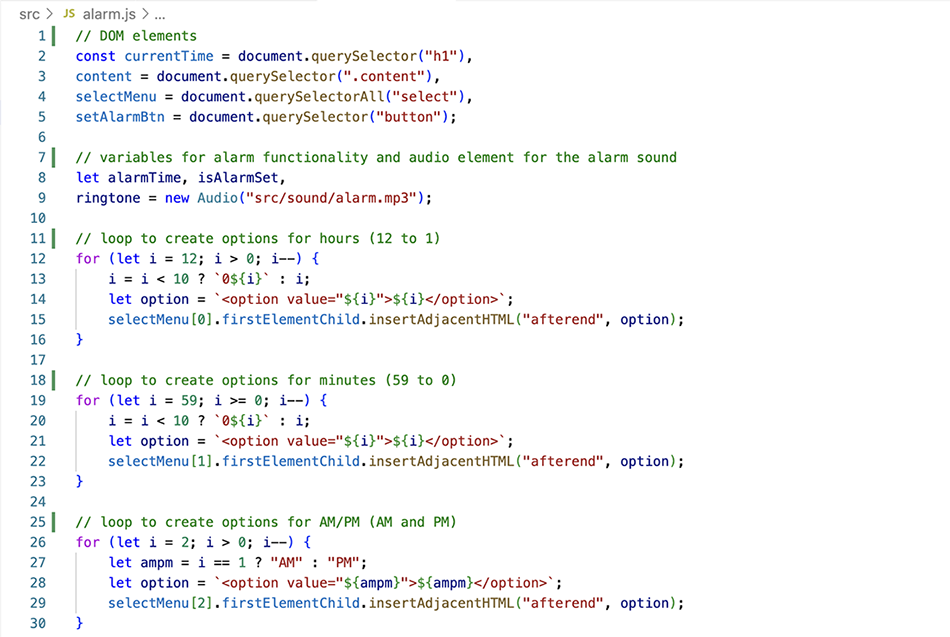 src > JS alarm.js > ...
1 // DOM elements
2 const currentTime = document.querySelector("h1"),
3 content = document.querySelector(".content"),
4 selectMenu = document.querySelectorAll("select"),
5 setAlarmBtn = document.querySelector("button");
6
7 // variables for alarm functionality and audio element for the alarm sound
8 let alarmTime, isAlarmSet,
9 ringtone = new Audio("src/sound/alarm.mp3");
10
11 // loop to create options for hours (12 to 1)
12 for (let i = 12; i > 0; i--) {
13     i = i < 10 ? `0${i}` : i;
14     let option = `<option value="${i}">${i}</option>`;
15     selectMenu[0].firstElementChild.insertAdjacentHTML("afterend", option);
16 }
17
18 // loop to create options for minutes (59 to 0)
19 for (let i = 59; i >= 0; i--) {
20     i = i < 10 ? `0${i}` : i;
21     let option = `<option value="${i}">${i}</option>`;
22     selectMenu[1].firstElementChild.insertAdjacentHTML("afterend", option);
23 }
24
25 // loop to create options for AM/PM (AM and PM)
26 for (let i = 2; i > 0; i--) {
27     let ampm = i == 1 ? "AM" : "PM";
28     let option = `<option value="${ampm}">${ampm}</option>`;
29     selectMenu[2].firstElementChild.insertAdjacentHTML("afterend", option);
30 }